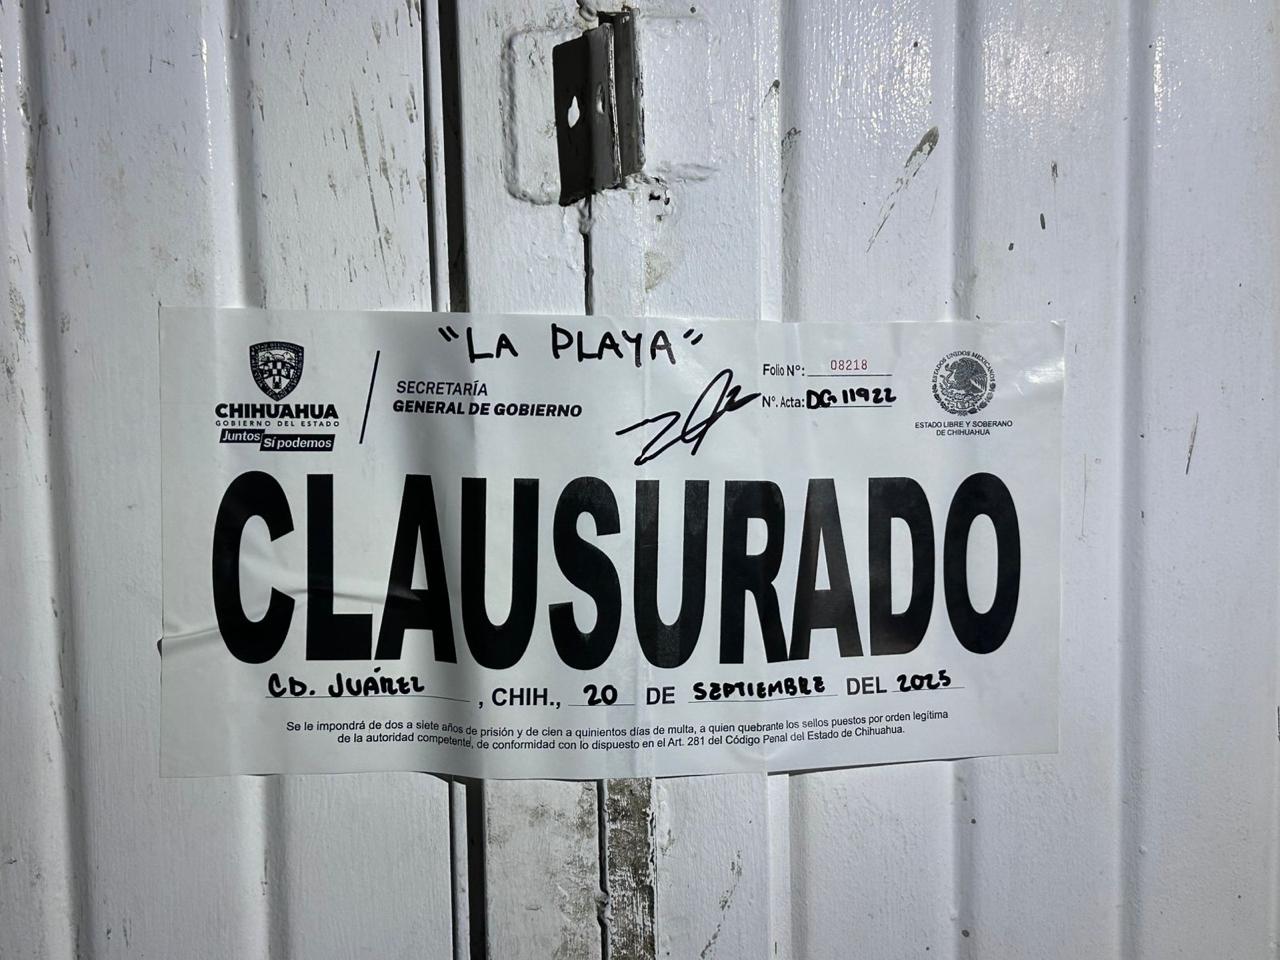 "LA PLAYA"
CHIHUAHUA
GOBIERNO DEL ESTADO
Juntos Sí podemos
SECRETARÍA
GENERAL DE GOBIERNO
Folio Nº: 08218
Nº. Acta: DG 11922
ESTADOS UNIDOS MEXICANOS
ESTADO LIBRE Y SOBERANO
DE CHIHUAHUA
CLAUSURADO
CD. JUÁREZ, CHIH., 20 DE SEPTIEMBRE DEL 2025
Se le impondrá de dos a siete años de prisión y de cien a quinientos días de multa, a quien quebrante los sellos puestos por orden legítima
de la autoridad competente, de conformidad con lo dispuesto en el Art. 281 del Código Penal del Estado de Chihuahua.